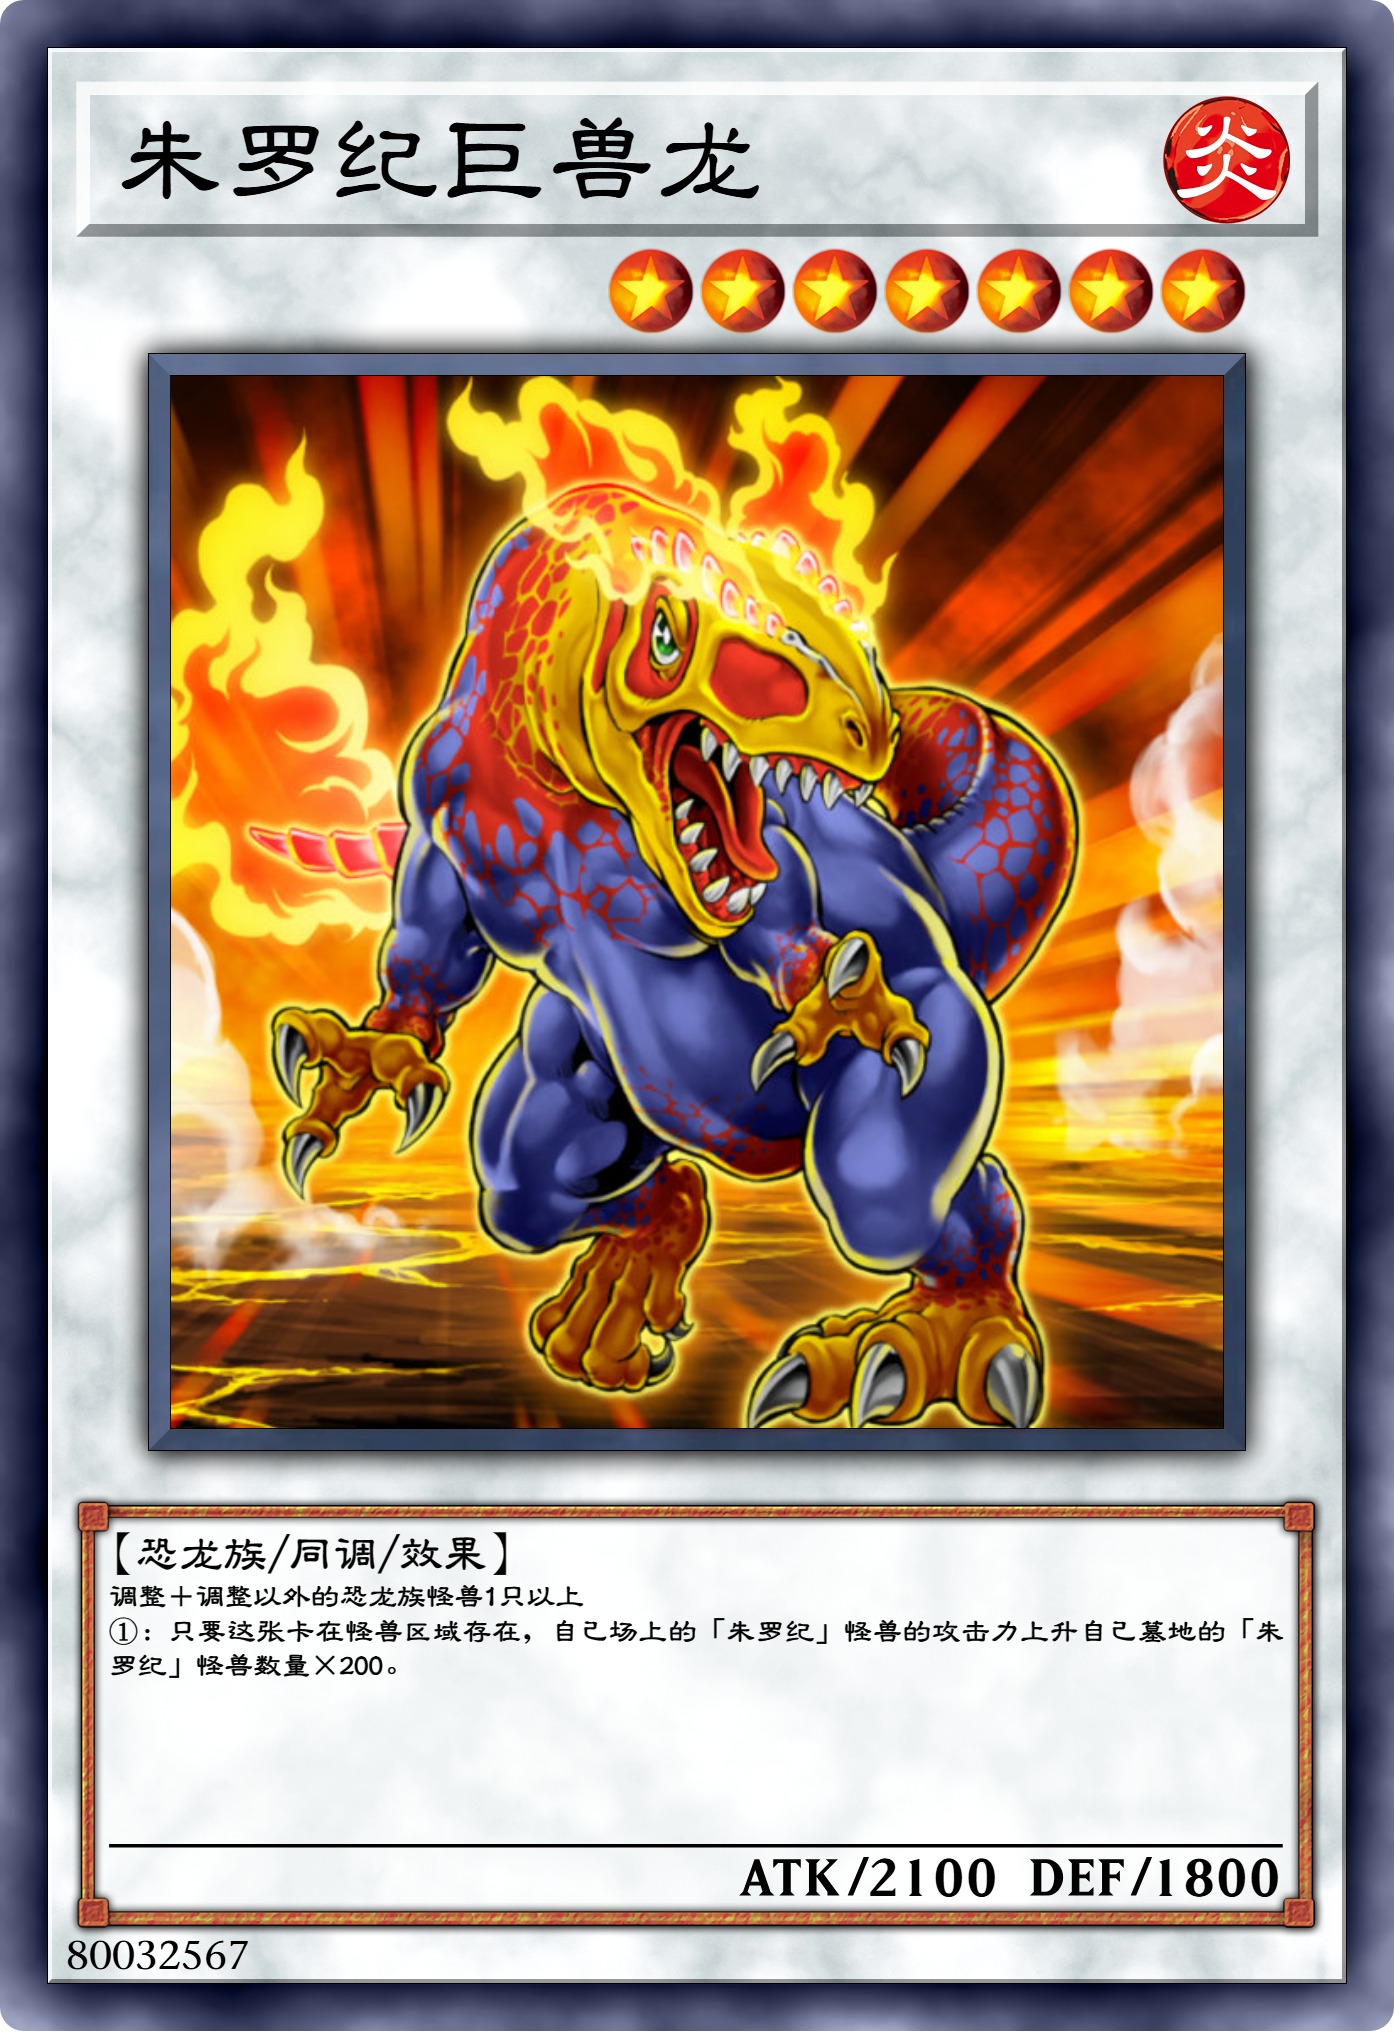 朱罗纪巨兽龙
炎
【恐龙族/同调/效果】
调整＋调整以外的恐龙族怪兽1只以上
①：只要这张卡在怪兽区域存在，自己场上的「朱罗纪」怪兽的攻击力上升自己墓地的「朱
罗纪」怪兽数量×200。
ATK/2100 DEF/1800
80032567